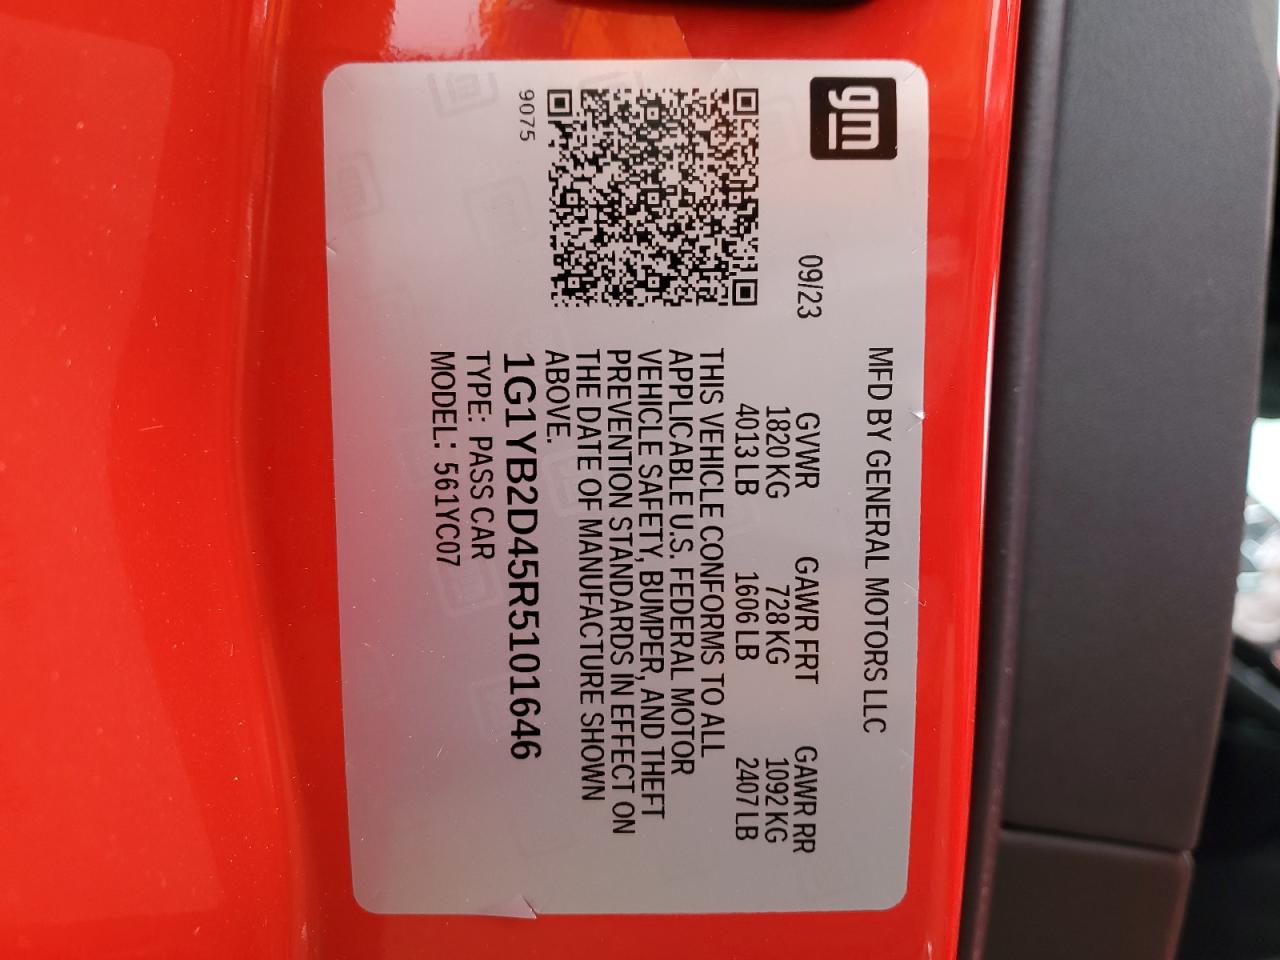 gm
MFD BY GENERAL MOTORS LLC
09/23 GVWR GAWR FRT GAWR RR
1820 KG 728 KG 1092 KG
4013 LB 1606 LB 2407 LB
THIS VEHICLE CONFORMS TO ALL
APPLICABLE U.S. FEDERAL MOTOR
VEHICLE SAFETY, BUMPER, AND THEFT
PREVENTION STANDARDS IN EFFECT ON
THE DATE OF MANUFACTURE SHOWN
ABOVE.
1G1YB2D45R5101646
9075
TYPE: PASS CAR
MODEL: 561YC07